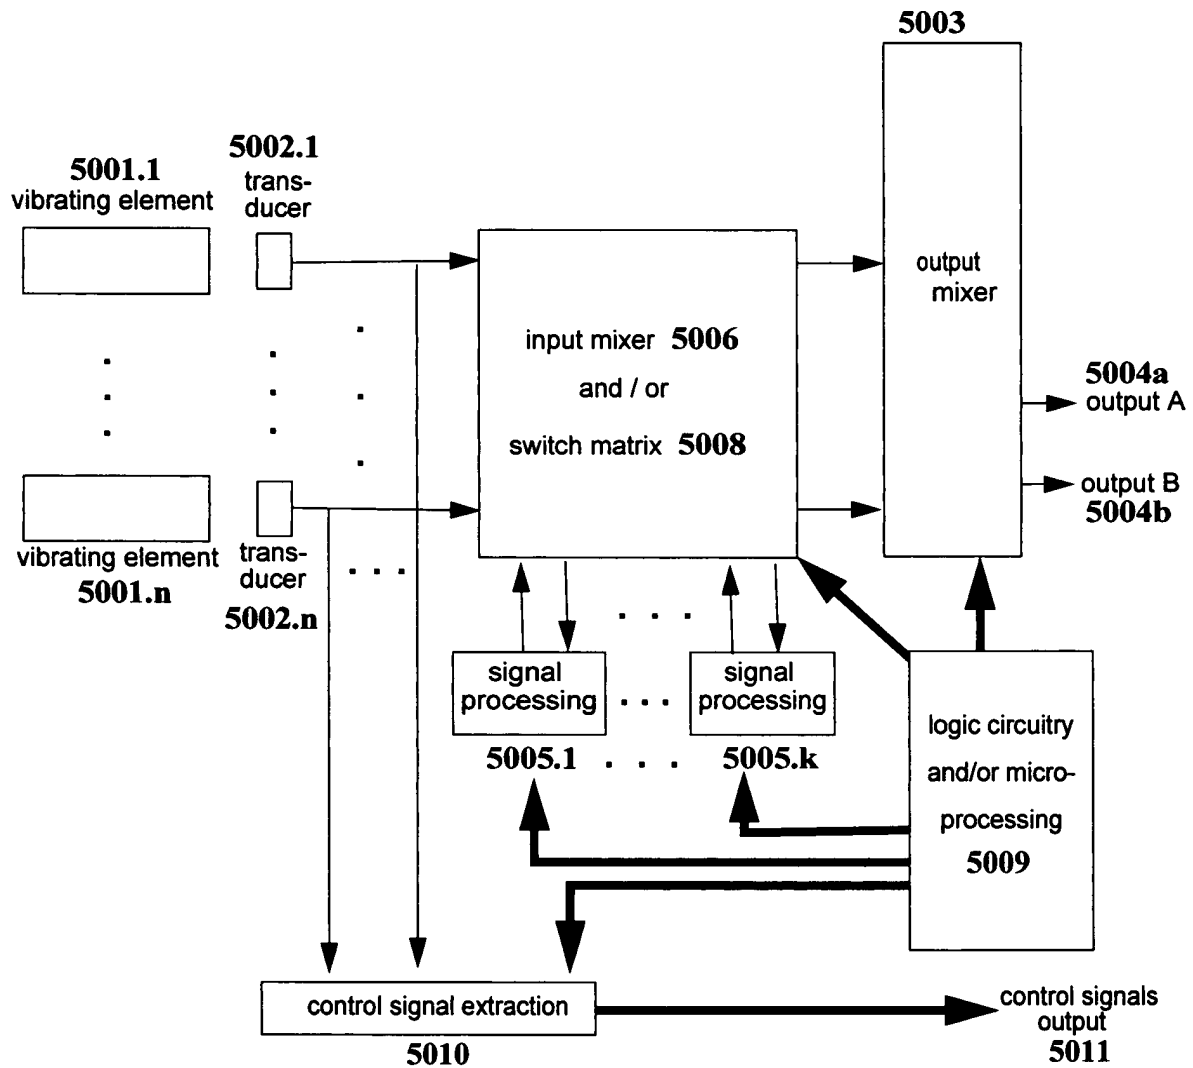 5003
5001.1
vibrating element
5002.1
trans-
ducer
output
mixer
input mixer 5006
and / or
switch matrix 5008
5004a
output A
output B
5004b
vibrating element
5001.n
trans-
ducer
5002.n
signal
processing
signal
processing
5005.1
5005.k
logic circuitry
and/or micro-
processing
5009
control signal extraction
5010
control signals
output
5011